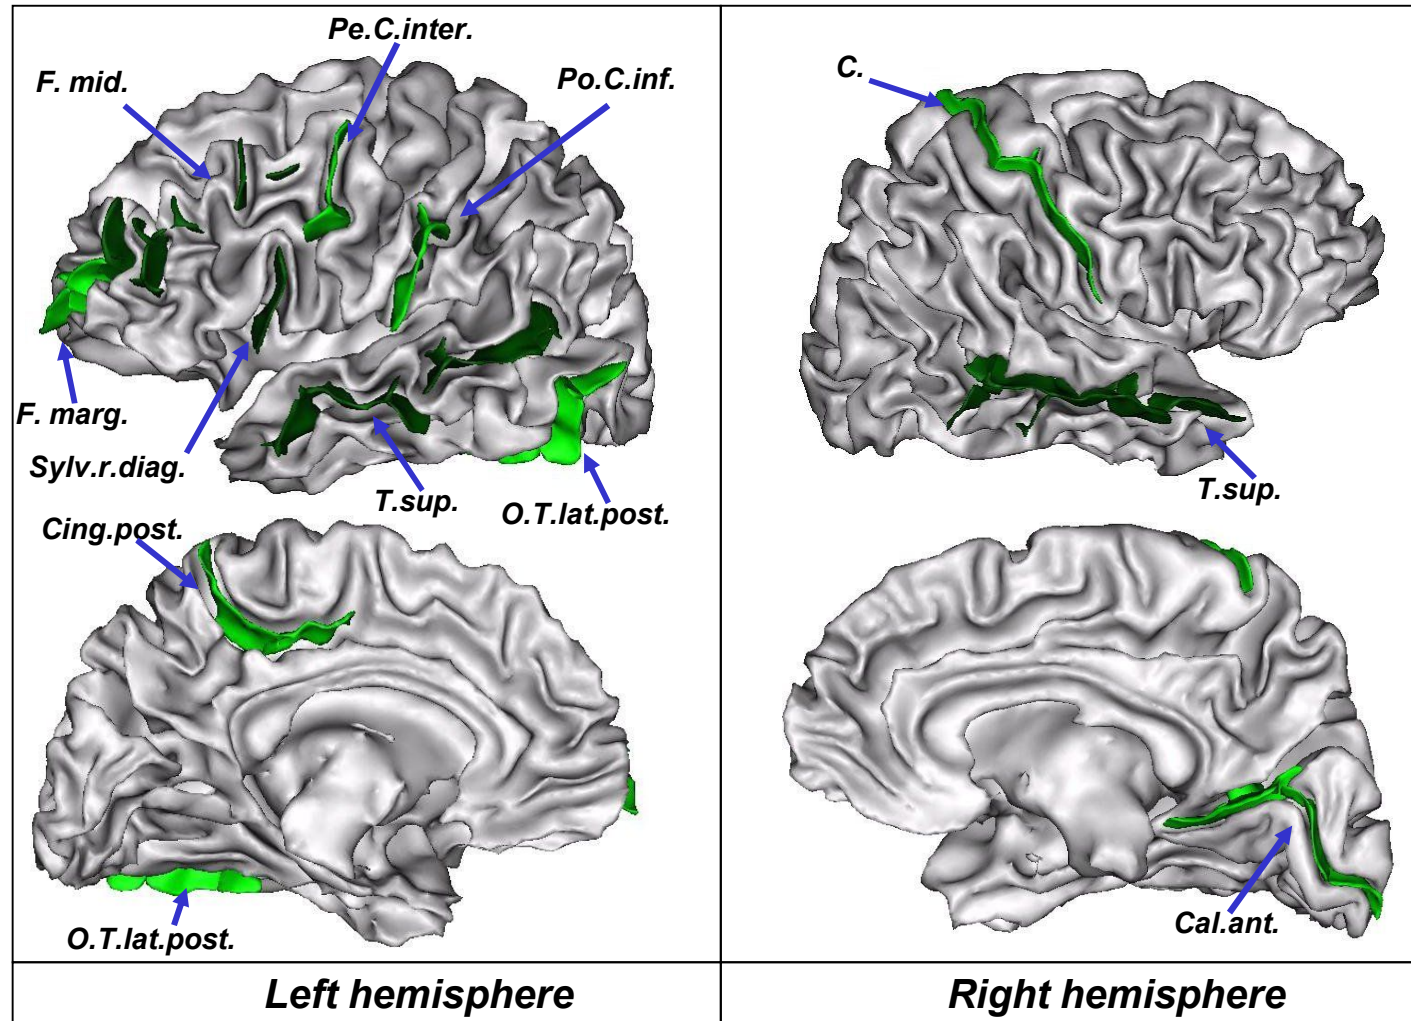 Pe.C.inter.
F. mid.
Po.C.inf.
F. marg.
Sylv.r.diag.
T.sup.
O.T.lat.post.
Cing.post.
O.T.lat.post.
Left hemisphere
C.
T.sup.
Cal.ant.
Right hemisphere